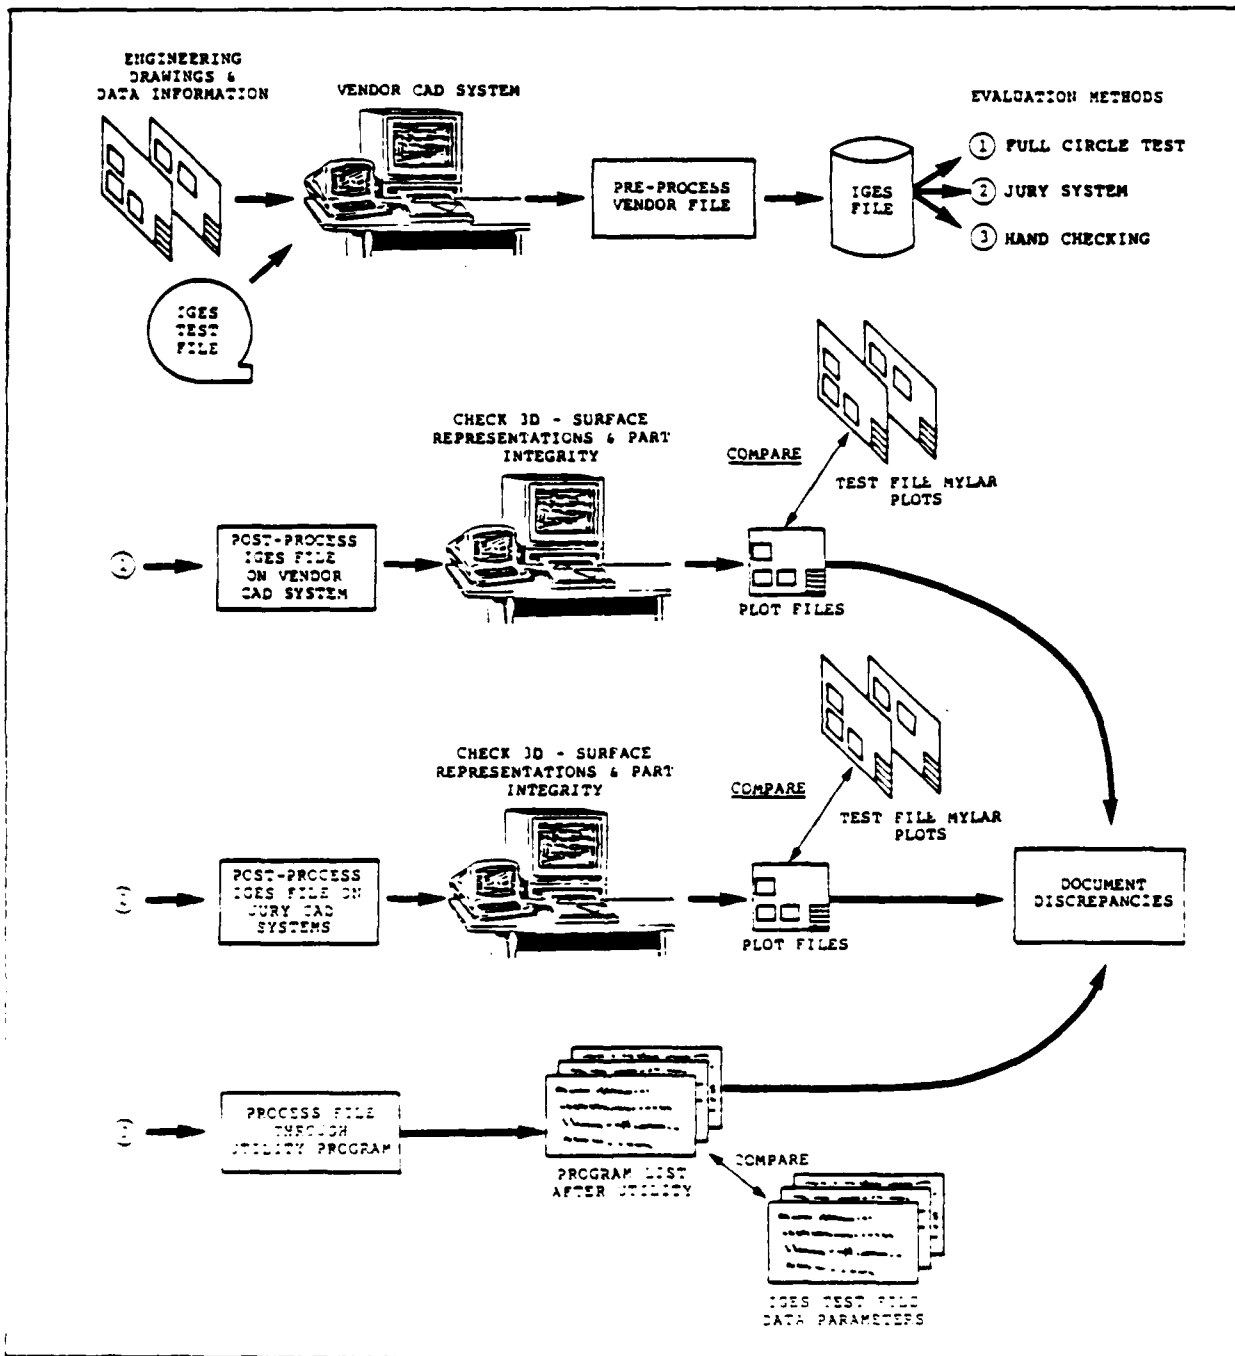 ENGINEERING
DRAWINGS &
DATA INFORMATION
VENDOR CAD SYSTEM
EVALUATION METHODS
PRE-PROCESS
VENDOR FILE
IGES
FILE
1 FULL CIRCLE TEST
2 JURY SYSTEM
3 HAND CHECKING
IGES
TEST
FILE
CHECK 3D - SURFACE
REPRESENTATIONS & PART
INTEGRITY
COMPARE
TEST FILE MYLAR
PLOTS
1
POST-PROCESS
IGES FILE
ON VENDOR
CAD SYSTEM
PLOT FILES
CHECK 3D - SURFACE
REPRESENTATIONS & PART
INTEGRITY
COMPARE
TEST FILE MYLAR
PLOTS
2
POST-PROCESS
IGES FILE ON
JURY CAD
SYSTEMS
PLOT FILES
DOCUMENT
DISCREPANCIES
PROCESS FILE
THROUGH
UTILITY PROGRAM
PROGRAM LIST
AFTER UTILITY
COMPARE
IGES TEST FILE
DATA PARAMETERS